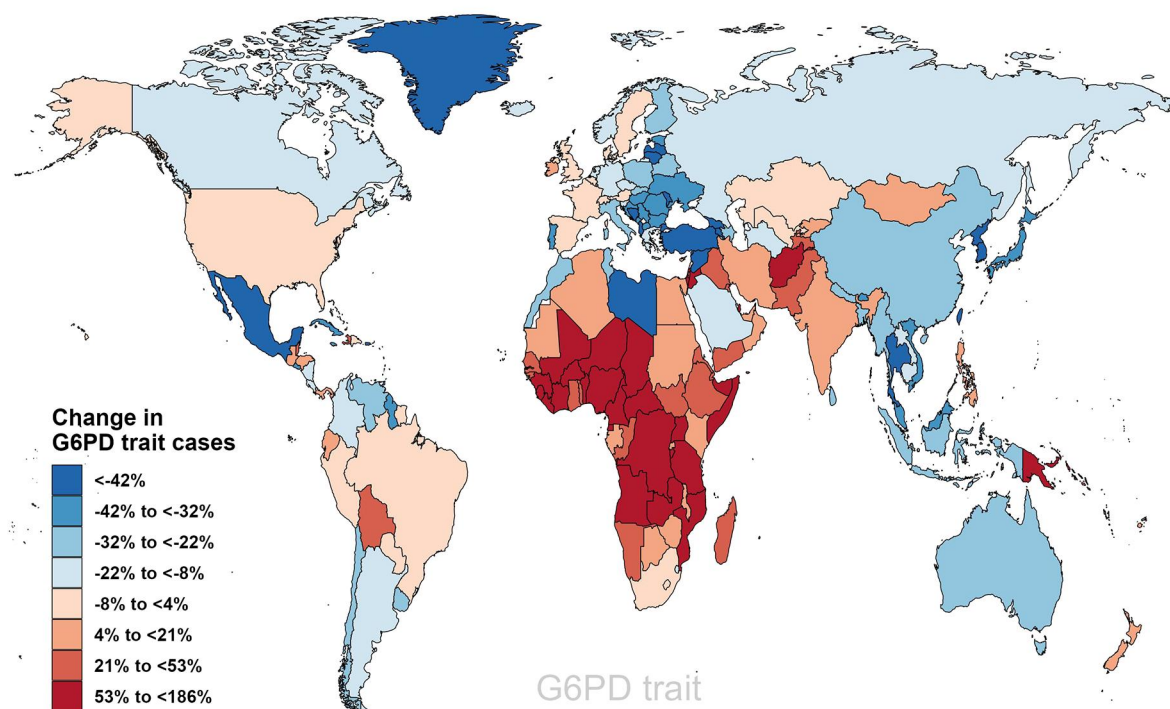 Change in
G6PD trait cases
<-42%
-42% to <-32%
-32% to <-22%
-22% to <-8%
-8% to <4%
4% to <21%
21% to <53%
53% to <186%
G6PD trait